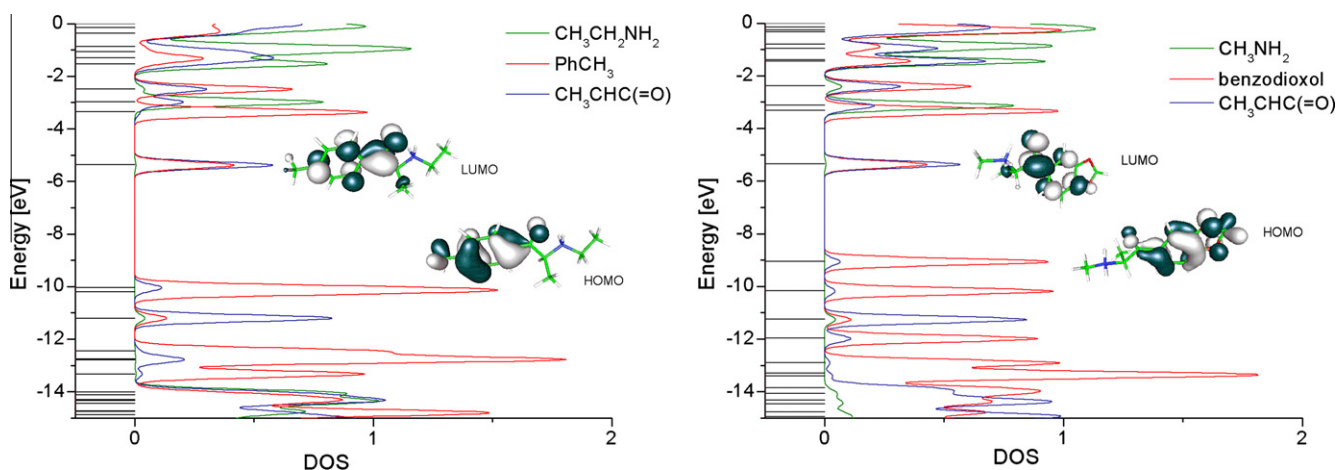 0
-2
-4
-6
-8
-10
-12
-14
Energy [eV]
0
1
2
DOS
CH₃CH₂NH₂
PhCH₃
CH₃CHC(=O)
LUMO
HOMO
0
-2
-4
-6
-8
-10
-12
-14
Energy [eV]
0
1
2
DOS
CH₃NH₂
benzodioxol
CH₃CHC(=O)
LUMO
HOMO